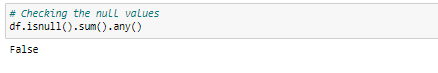 # Checking the null values
df.isnull().sum().any()
False